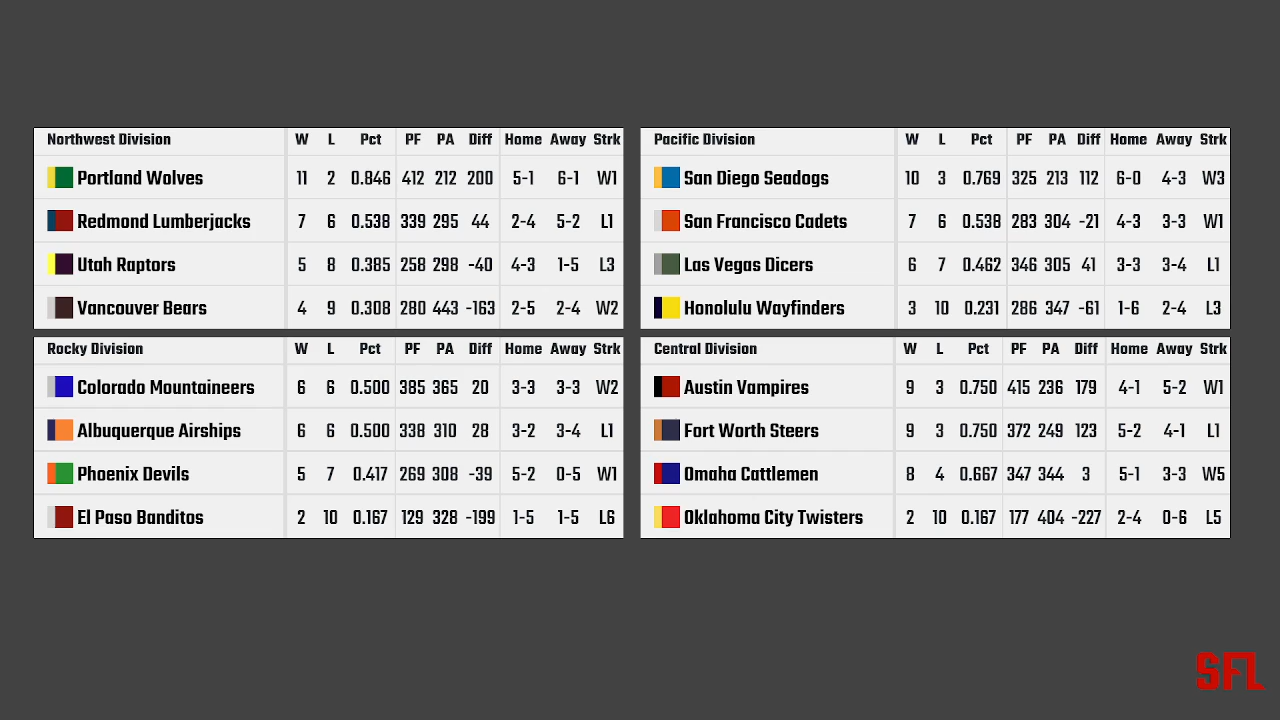 Northwest Division W L Pct PF PA Diff Home Away Strk
Portland Wolves 11 2 0.846 412 212 200 5-1 6-1 W1
Redmond Lumberjacks 7 6 0.538 339 295 44 2-4 5-2 L1
Utah Raptors 5 8 0.385 258 298 -40 4-3 1-5 L3
Vancouver Bears 4 9 0.308 280 443 -163 2-5 2-4 W2
Pacific Division W L Pct PF PA Diff Home Away Strk
San Diego Seadogs 10 3 0.769 325 213 112 6-0 4-3 W3
San Francisco Cadets 7 6 0.538 283 304 -21 4-3 3-3 W1
Las Vegas Dicers 6 7 0.462 346 305 41 3-3 3-4 L1
Honolulu Wayfinders 3 10 0.231 286 347 -61 1-6 2-4 L3
Rocky Division W L Pct PF PA Diff Home Away Strk
Colorado Mountaineers 6 6 0.500 385 365 20 3-3 3-3 W2
Albuquerque Airships 6 6 0.500 338 310 28 3-2 3-4 L1
Phoenix Devils 5 7 0.417 269 308 -39 5-2 0-5 W1
El Paso Banditos 2 10 0.167 129 328 -199 1-5 1-5 L6
Central Division W L Pct PF PA Diff Home Away Strk
Austin Vampires 9 3 0.750 415 236 179 4-1 5-2 W1
Fort Worth Steers 9 3 0.750 372 249 123 5-2 4-1 L1
Omaha Cattlemen 8 4 0.667 347 344 3 5-1 3-3 W5
Oklahoma City Twisters 2 10 0.167 177 404 -227 2-4 0-6 L5
SFL